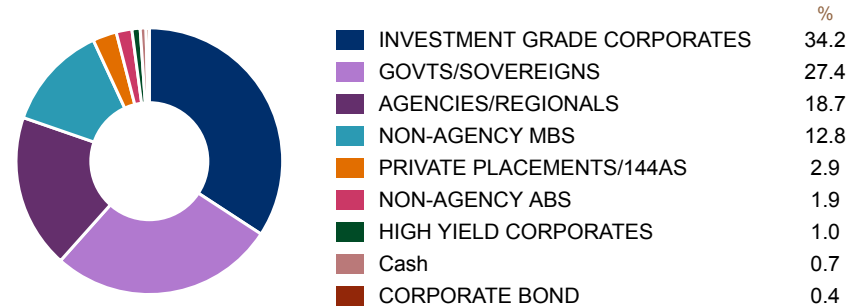 %
INVESTMENT GRADE CORPORATES 34.2
GOVTS/SOVEREIGNS 27.4
AGENCIES/REGIONALS 18.7
NON-AGENCY MBS 12.8
PRIVATE PLACEMENTS/144AS 2.9
NON-AGENCY ABS 1.9
HIGH YIELD CORPORATES 1.0
Cash 0.7
CORPORATE BOND 0.4